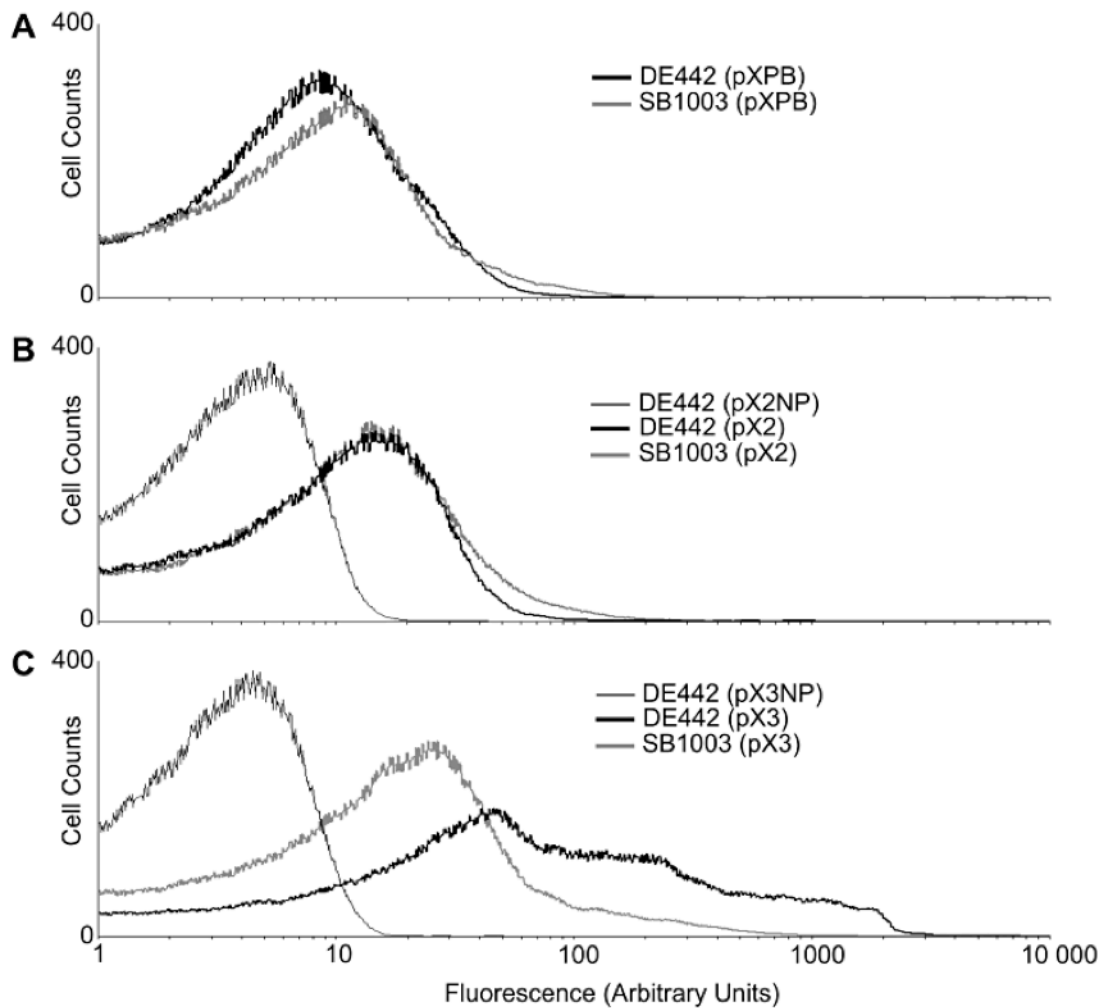 A
400
Cell Counts
0
DE442 (pXPB)
SB1003 (pXPB)
B
400
Cell Counts
0
DE442 (pX2NP)
DE442 (pX2)
SB1003 (pX2)
C
400
Cell Counts
0
DE442 (pX3NP)
DE442 (pX3)
SB1003 (pX3)
1 10 100 1000 10 000
Fluorescence (Arbitrary Units)